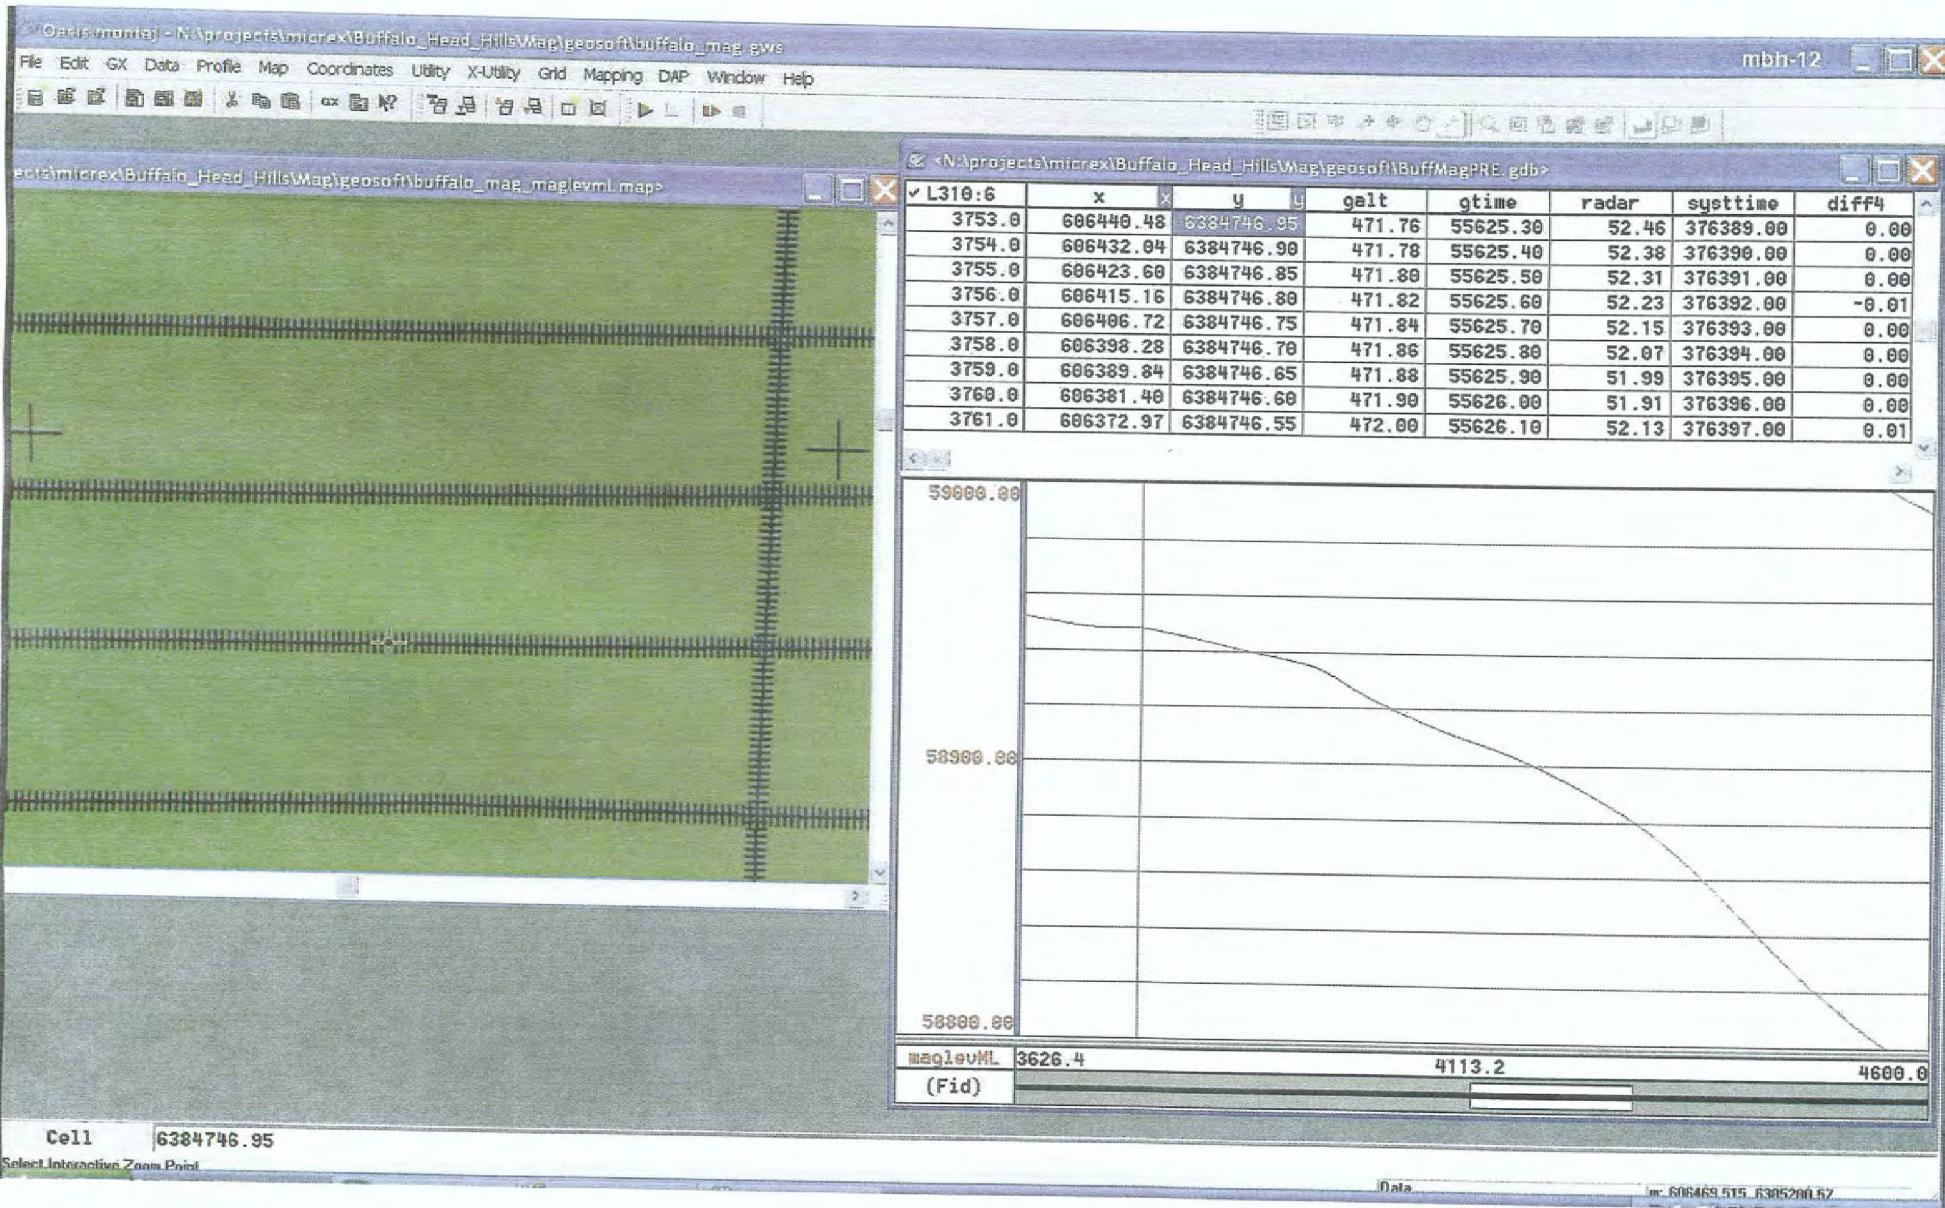 Oasis montaj - N:\projects\micrex\Buffalo_Head_Hills\Mag\geosoft\buffalo_mag.gws
mbh-12
File Edit GX Data Profile Map Coordinates Utility X-Utility Grid Mapping DAP Window Help
ects\micrex\Buffalo_Head_Hills\Mag\geosoft\buffalo_mag_maglevml.map>
<N:\projects\micrex\Buffalo_Head_Hills\Mag\geosoft\BuffMagPRE.gdb>
✓ L310:6 x x y y galt gtime radar systtime diff4
3753.0 606440.48 6384746.95 471.76 55625.30 52.46 376389.00 0.00
3754.0 606432.04 6384746.90 471.78 55625.40 52.38 376390.00 0.00
3755.0 606423.60 6384746.85 471.80 55625.50 52.31 376391.00 0.00
3756.0 606415.16 6384746.80 471.82 55625.60 52.23 376392.00 -0.01
3757.0 606406.72 6384746.75 471.84 55625.70 52.15 376393.00 0.00
3758.0 606398.28 6384746.70 471.86 55625.80 52.07 376394.00 0.00
3759.0 606389.84 6384746.65 471.88 55625.90 51.99 376395.00 0.00
3760.0 606381.40 6384746.60 471.90 55626.00 51.91 376396.00 0.00
3761.0 606372.97 6384746.55 472.00 55626.10 52.13 376397.00 0.01
59000.00
58900.00
58800.00
maglevML 3626.4 4113.2 4600.0
(Fid)
Cell 6384746.95
Select Interactive Zoom Point
Data
m: 606469.515, 6385280.52